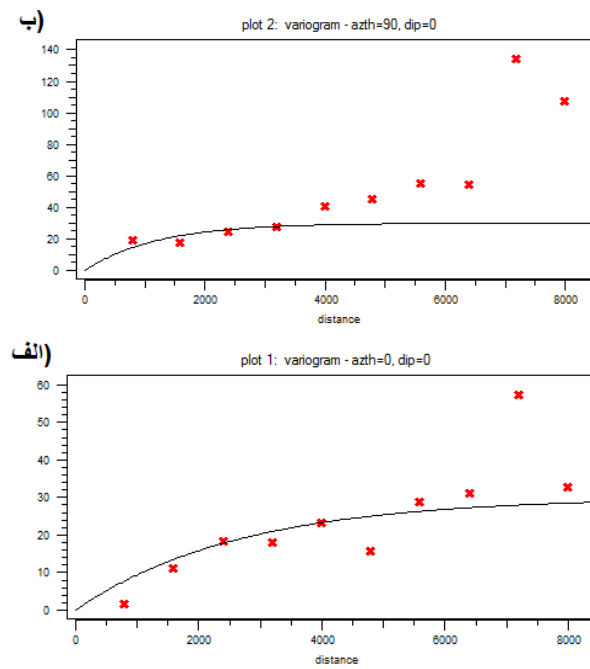 ب)
plot 2: variogram - azth=90, dip=0
140
120
100
80
60
40
20
0
0 2000 4000 6000 8000
distance
الف)
plot 1: variogram - azth=0, dip=0
60
50
40
30
20
10
0
0 2000 4000 6000 8000
distance